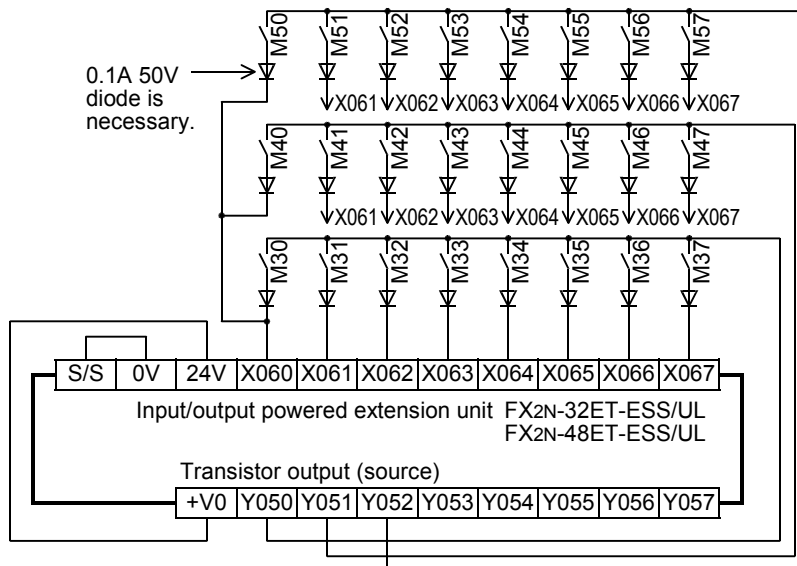 M50 M51 M52 M53 M54 M55 M56 M57
0.1A 50V
diode is
necessary.
X061 X062 X063 X064 X065 X066 X067
M40 M41 M42 M43 M44 M45 M46 M47
X061 X062 X063 X064 X065 X066 X067
M30 M31 M32 M33 M34 M35 M36 M37
S/S 0V 24V X060 X061 X062 X063 X064 X065 X066 X067
Input/output powered extension unit FX2N-32ET-ESS/UL
FX2N-48ET-ESS/UL
Transistor output (source)
+V0 Y050 Y051 Y052 Y053 Y054 Y055 Y056 Y057